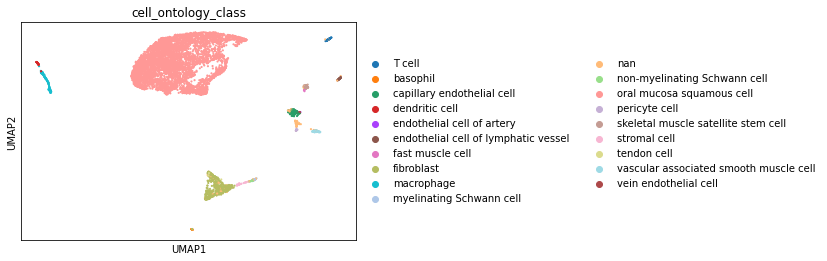 cell_ontology_class
UMAP2
UMAP1
T cell
basophil
capillary endothelial cell
dendritic cell
endothelial cell of artery
endothelial cell of lymphatic vessel
fast muscle cell
fibroblast
macrophage
myelinating Schwann cell
nan
non-myelinating Schwann cell
oral mucosa squamous cell
pericyte cell
skeletal muscle satellite stem cell
stromal cell
tendon cell
vascular associated smooth muscle cell
vein endothelial cell